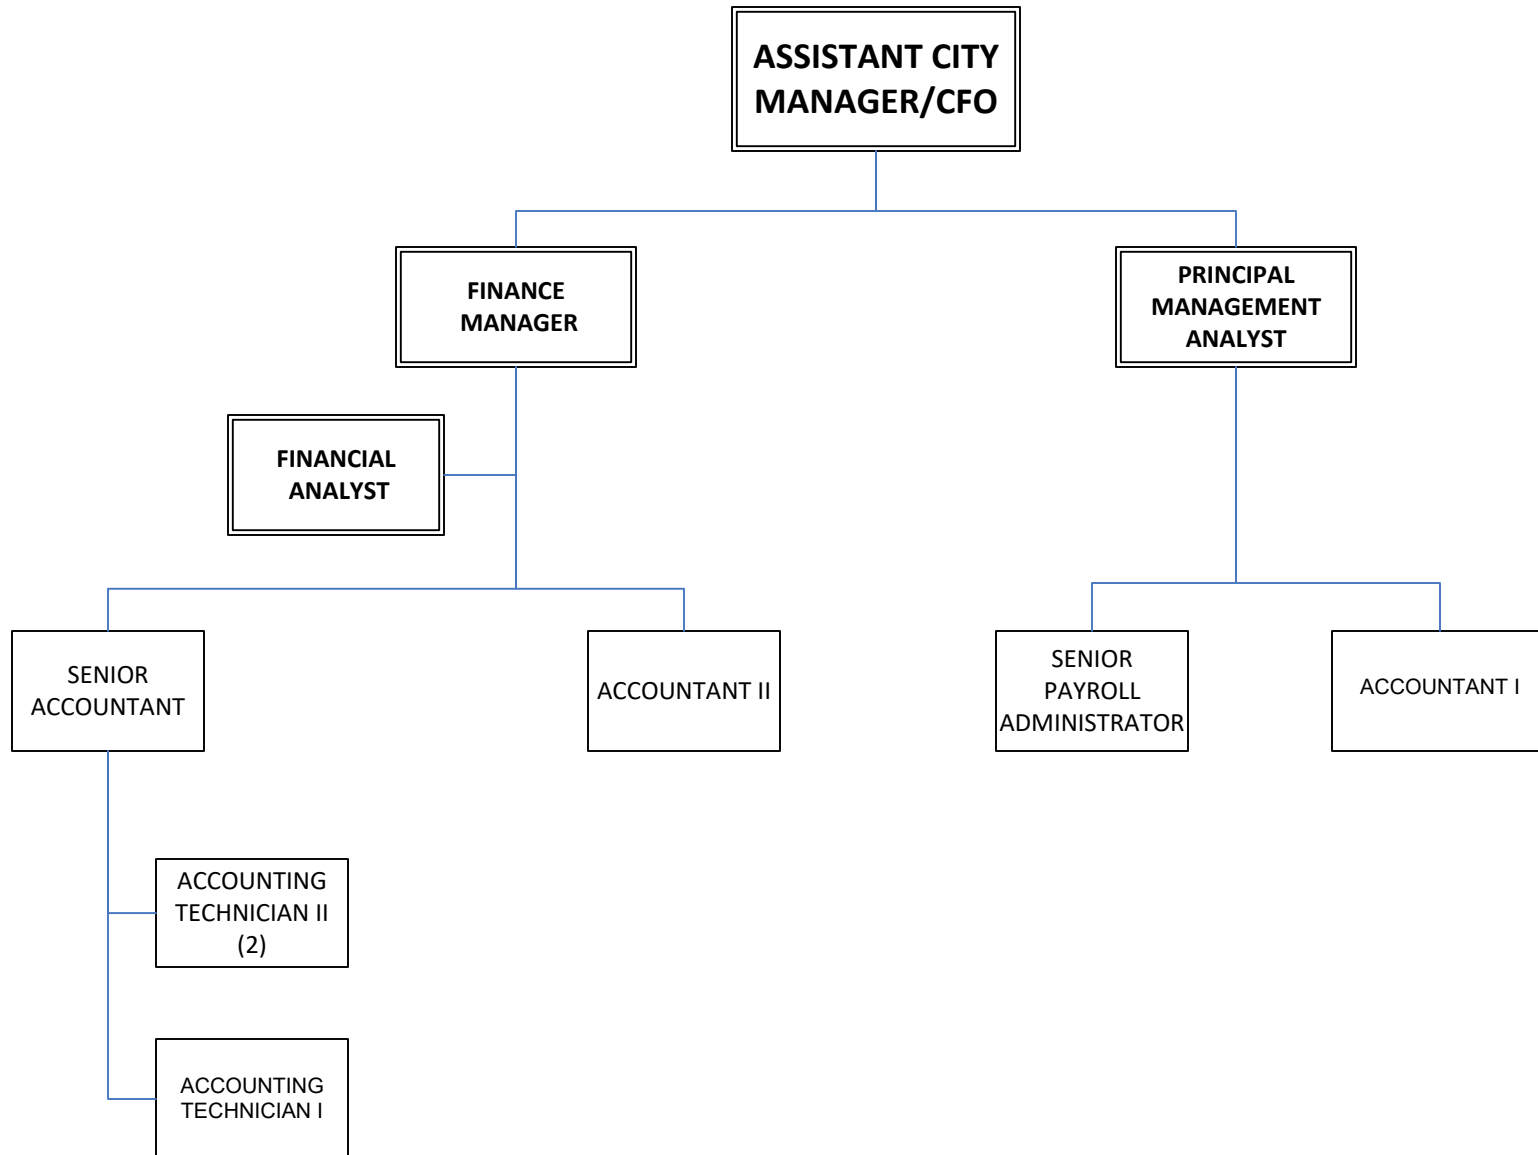 ASSISTANT CITY
MANAGER/CFO
FINANCE
MANAGER
PRINCIPAL
MANAGEMENT
ANALYST
FINANCIAL
ANALYST
SENIOR
ACCOUNTANT
ACCOUNTANT II
SENIOR
PAYROLL
ADMINISTRATOR
ACCOUNTANT I
ACCOUNTING
TECHNICIAN II
(2)
ACCOUNTING
TECHNICIAN I